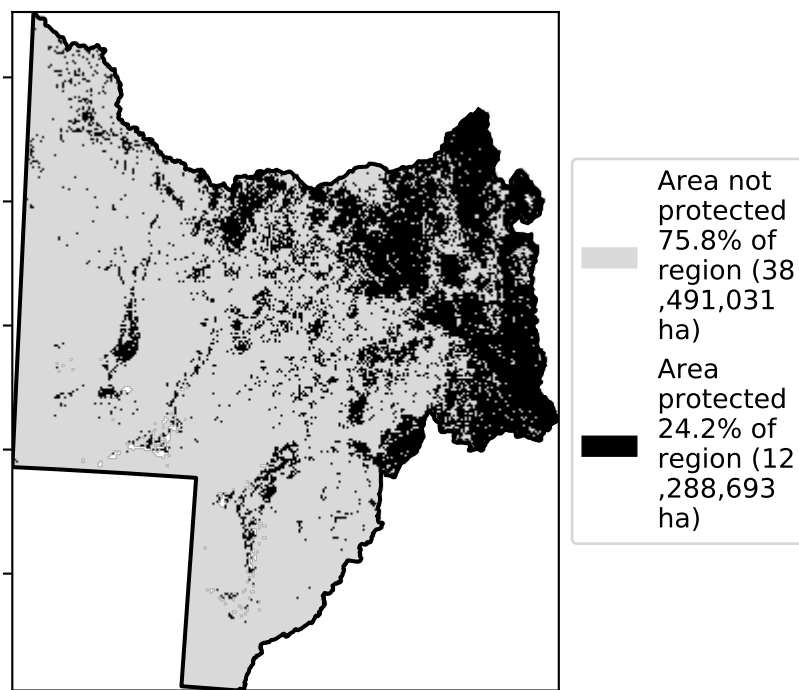 Area not
protected
75.8% of
region (38
,491,031
ha)
Area
protected
24.2% of
region (12
,288,693
ha)